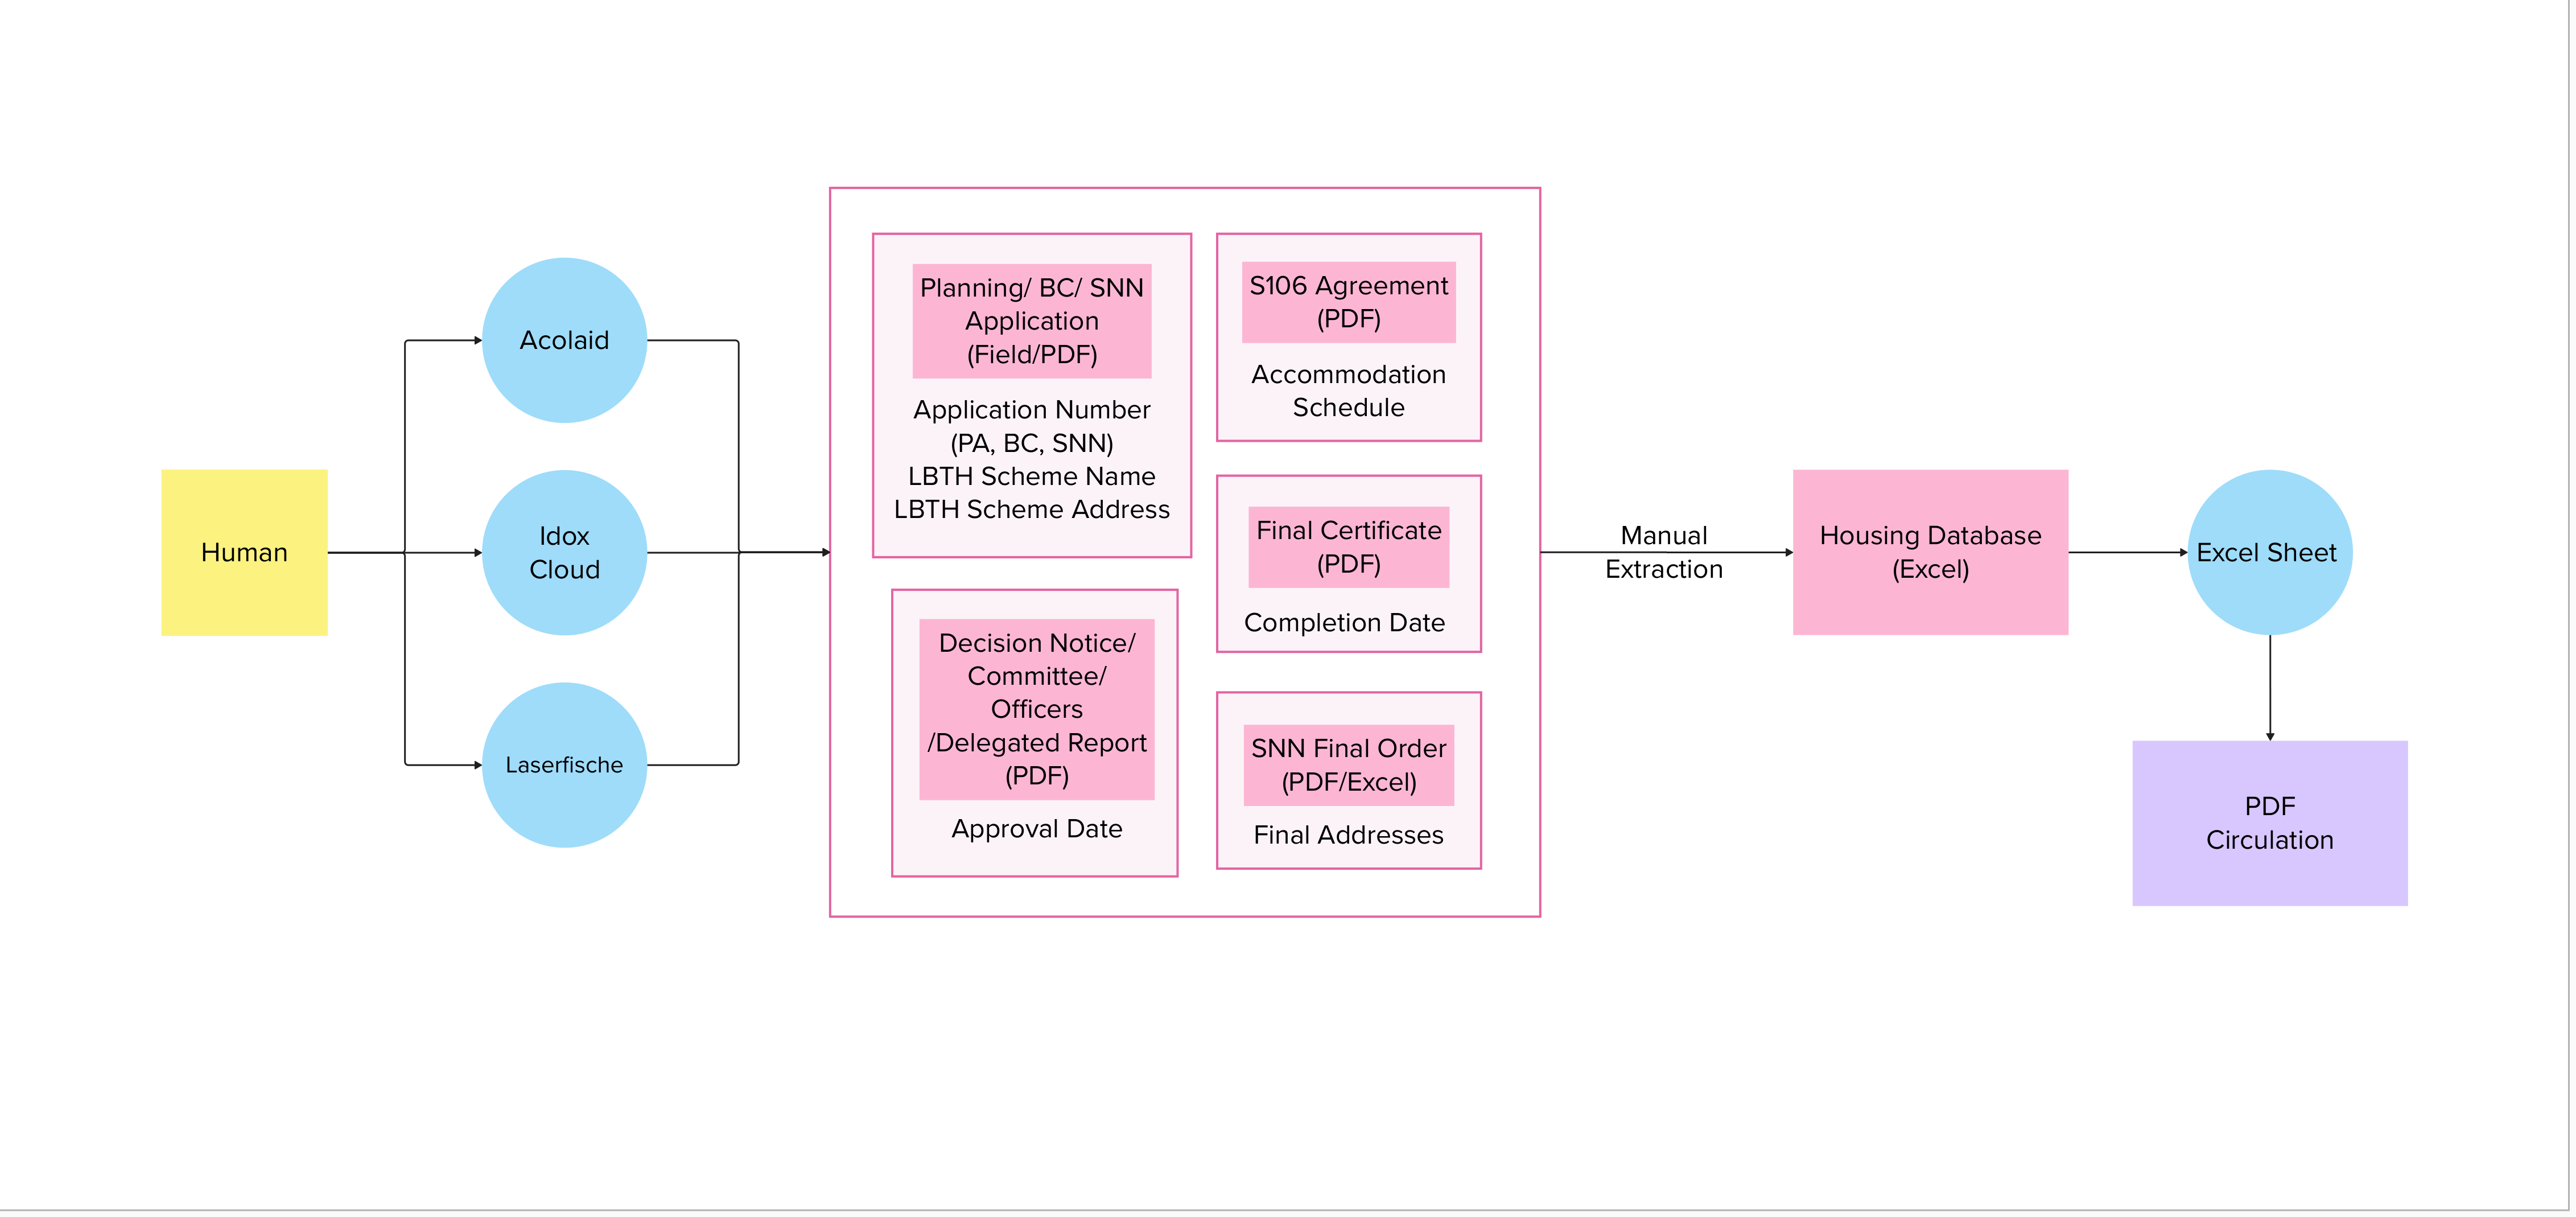 Human
Acolaid
Idox
Cloud
Laserfische
Planning/ BC/ SNN
Application
(Field/PDF)
Application Number
(PA, BC, SNN)
LBTH Scheme Name
LBTH Scheme Address
Decision Notice/
Committee/
Officers
/Delegated Report
(PDF)
Approval Date
S106 Agreement
(PDF)
Accommodation
Schedule
Final Certificate
(PDF)
Completion Date
SNN Final Order
(PDF/Excel)
Final Addresses
Manual
Extraction
Housing Database
(Excel)
Excel Sheet
PDF
Circulation